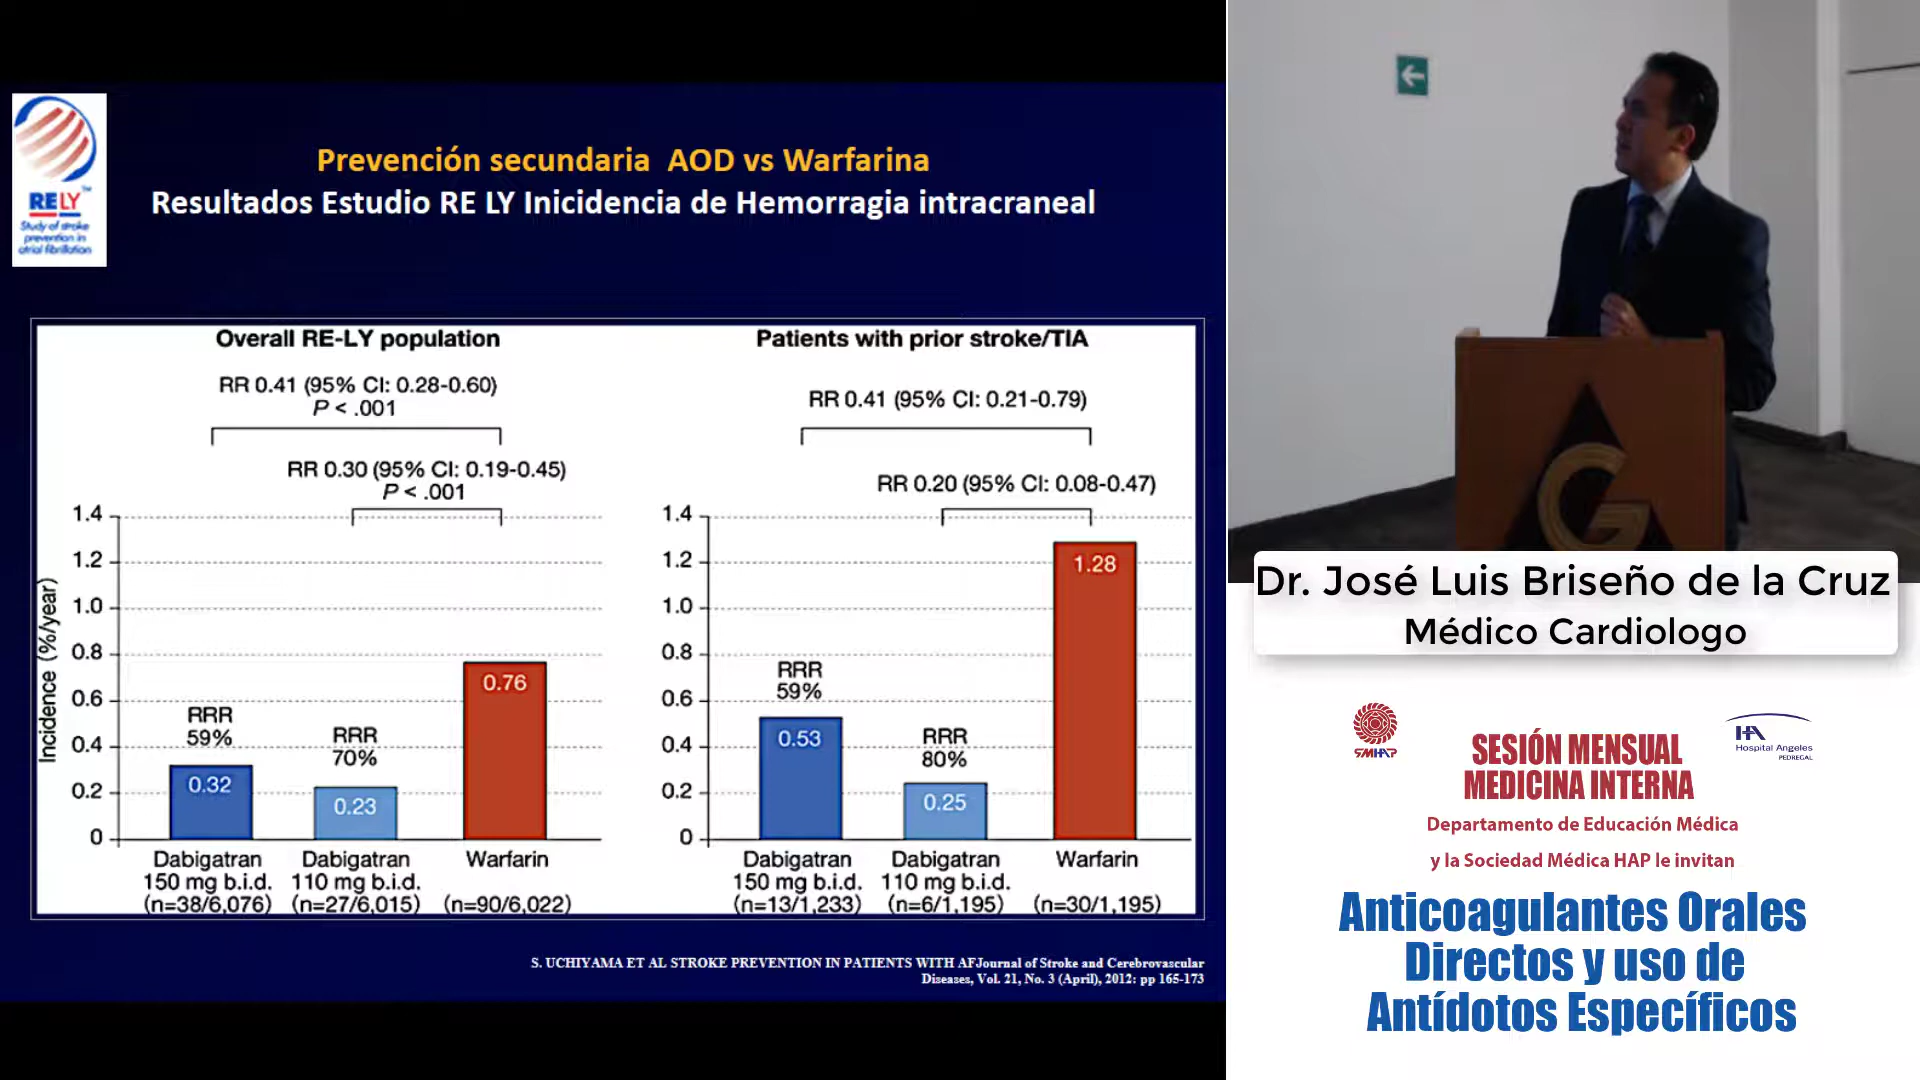 RELY™
Study of stroke
prevention in
atrial fibrillation
Prevención secundaria AOD vs Warfarina
Resultados Estudio RE LY Inicidencia de Hemorragia intracraneal
Overall RE-LY population
RR 0.41 (95% CI: 0.28-0.60)
P < .001
RR 0.30 (95% CI: 0.19-0.45)
P < .001
Incidence (%/year)
1.4
1.2
1.0
0.8
0.6
0.4
0.2
0
RRR
59%
0.32
RRR
70%
0.23
0.76
Dabigatran
150 mg b.i.d.
(n=38/6,076)
Dabigatran
110 mg b.i.d.
(n=27/6,015)
Warfarin
(n=90/6,022)
Patients with prior stroke/TIA
RR 0.41 (95% CI: 0.21-0.79)
RR 0.20 (95% CI: 0.08-0.47)
1.4
1.2
1.0
0.8
0.6
0.4
0.2
0
RRR
59%
0.53
RRR
80%
0.25
1.28
Dabigatran
150 mg b.i.d.
(n=13/1,233)
Dabigatran
110 mg b.i.d.
(n=6/1,195)
Warfarin
(n=30/1,195)
S. UCHIYAMA ET AL STROKE PREVENTION IN PATIENTS WITH AFJournal of Stroke and Cerebrovascular
Diseases, Vol. 21, No. 3 (April), 2012: pp 165-173
G
Dr. José Luis Briseño de la Cruz
Médico Cardiologo
SMHAP
HA
Hospital Angeles
PEDREGAL
SESIÓN MENSUAL
MEDICINA INTERNA
Departamento de Educación Médica
y la Sociedad Médica HAP le invitan
Anticoagulantes Orales
Directos y uso de
Antídotos Específicos